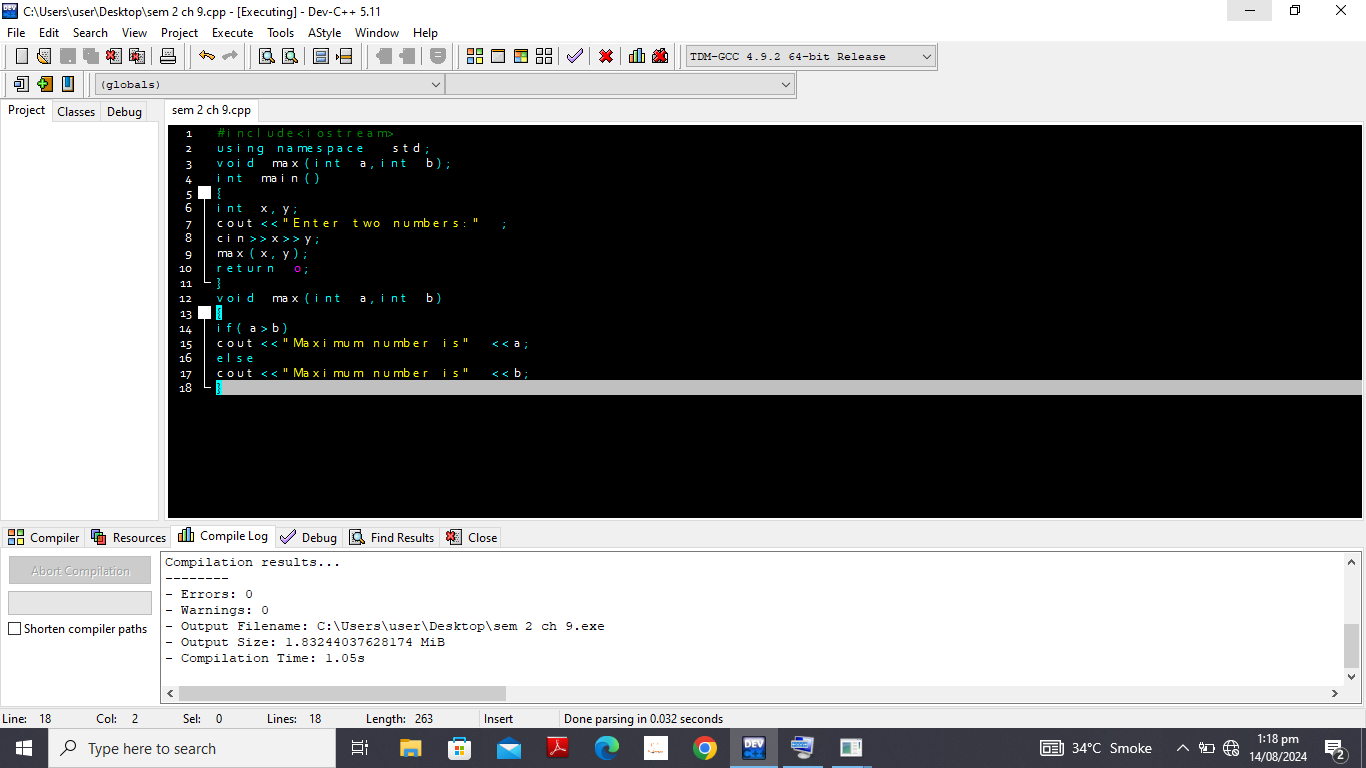 C:\Users\user\Desktop\sem 2 ch 9.cpp - [Executing] - Dev-C++ 5.11
File Edit Search View Project Execute Tools AStyle Window Help
TDM-GCC 4.9.2 64-bit Release
(globals)
Project Classes Debug
sem 2 ch 9.cpp
1 #include<iostream>
2 using namespace std;
3 void max(int a,int b);
4 int main()
5 {
6 int x,y;
7 cout<<"Enter two numbers:" ;
8 cin>>x>>y;
9 max(x,y);
10 return 0;
11 }
12 void max(int a,int b)
13 {
14 if(a>b)
15 cout<<"Maximum number is" <<a;
16 else
17 cout<<"Maximum number is" <<b;
18 }
Compiler Resources Compile Log Debug Find Results Close
Abort Compilation
Shorten compiler paths
Compilation results...
--------
- Errors: 0
- Warnings: 0
- Output Filename: C:\Users\user\Desktop\sem 2 ch 9.exe
- Output Size: 1.83244037628174 MiB
- Compilation Time: 1.05s
Line: 18 Col: 2 Sel: 0 Lines: 18 Length: 263 Insert Done parsing in 0.032 seconds
Type here to search
DEV
34°C Smoke
1:18 pm
14/08/2024
2